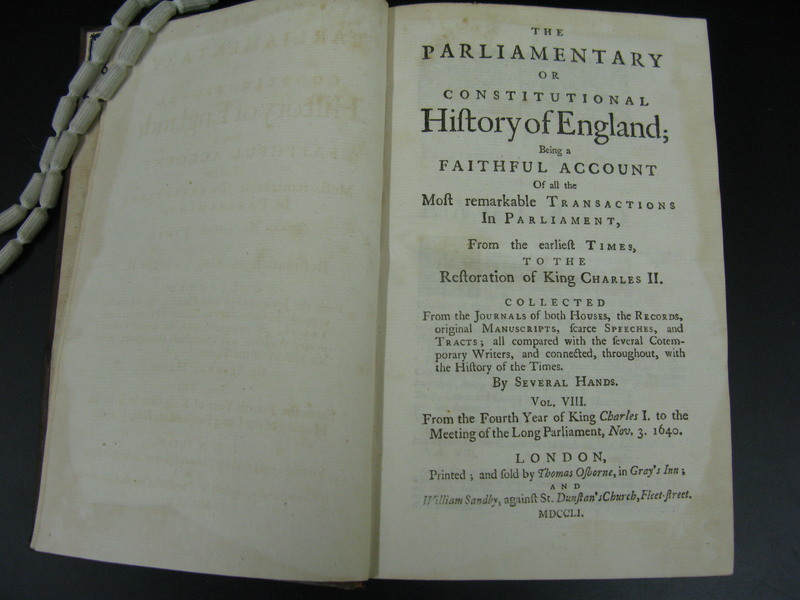 THE
PARLIAMENTARY
OR
CONSTITUTIONAL
Hiſtory of England;
Being a
FAITHFUL ACCOUNT
Of all the
Moſt remarkable TRANSACTIONS
In PARLIAMENT,
From the earlieſt TIMES,
TO THE
Reſtoration of King CHARLES II.
COLLECTED
From the JOURNALS of both HOUSES, the RECORDS,
original MANUSCRIPTS, ſcarce SPEECHES, and
TRACTS; all compared with the ſeveral Cotem-
porary Writers, and connected, throughout, with
the Hiſtory of the Times.
By SEVERAL HANDS.
VOL. VIII.
From the Fourth Year of King Charles I. to the
Meeting of the Long Parliament, Nov. 3. 1640.
LONDON,
Printed; and ſold by Thomas Oſborne, in Gray's Inn;
AND
William Sandby, againſt St. Dunſtan's Church, Fleet-ſtreet.
MDCCLI.